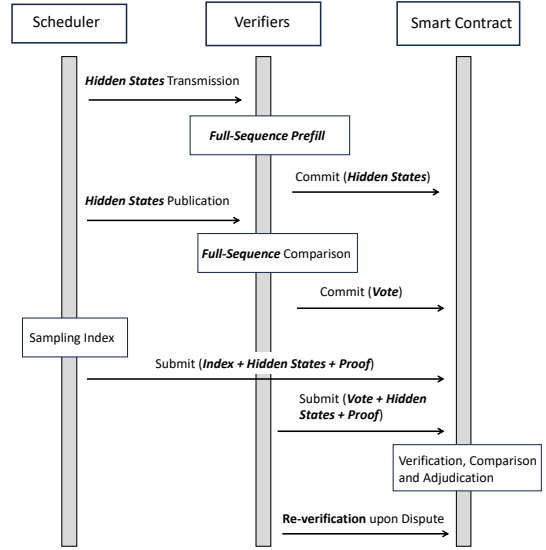 Scheduler
Verifiers
Smart Contract
Hidden States Transmission
Full-Sequence Prefill
Commit (Hidden States)
Hidden States Publication
Full-Sequence Comparison
Commit (Vote)
Sampling Index
Submit (Index + Hidden States + Proof)
Submit (Vote + Hidden
States + Proof)
Verification, Comparison
and Adjudication
Re-verification upon Dispute